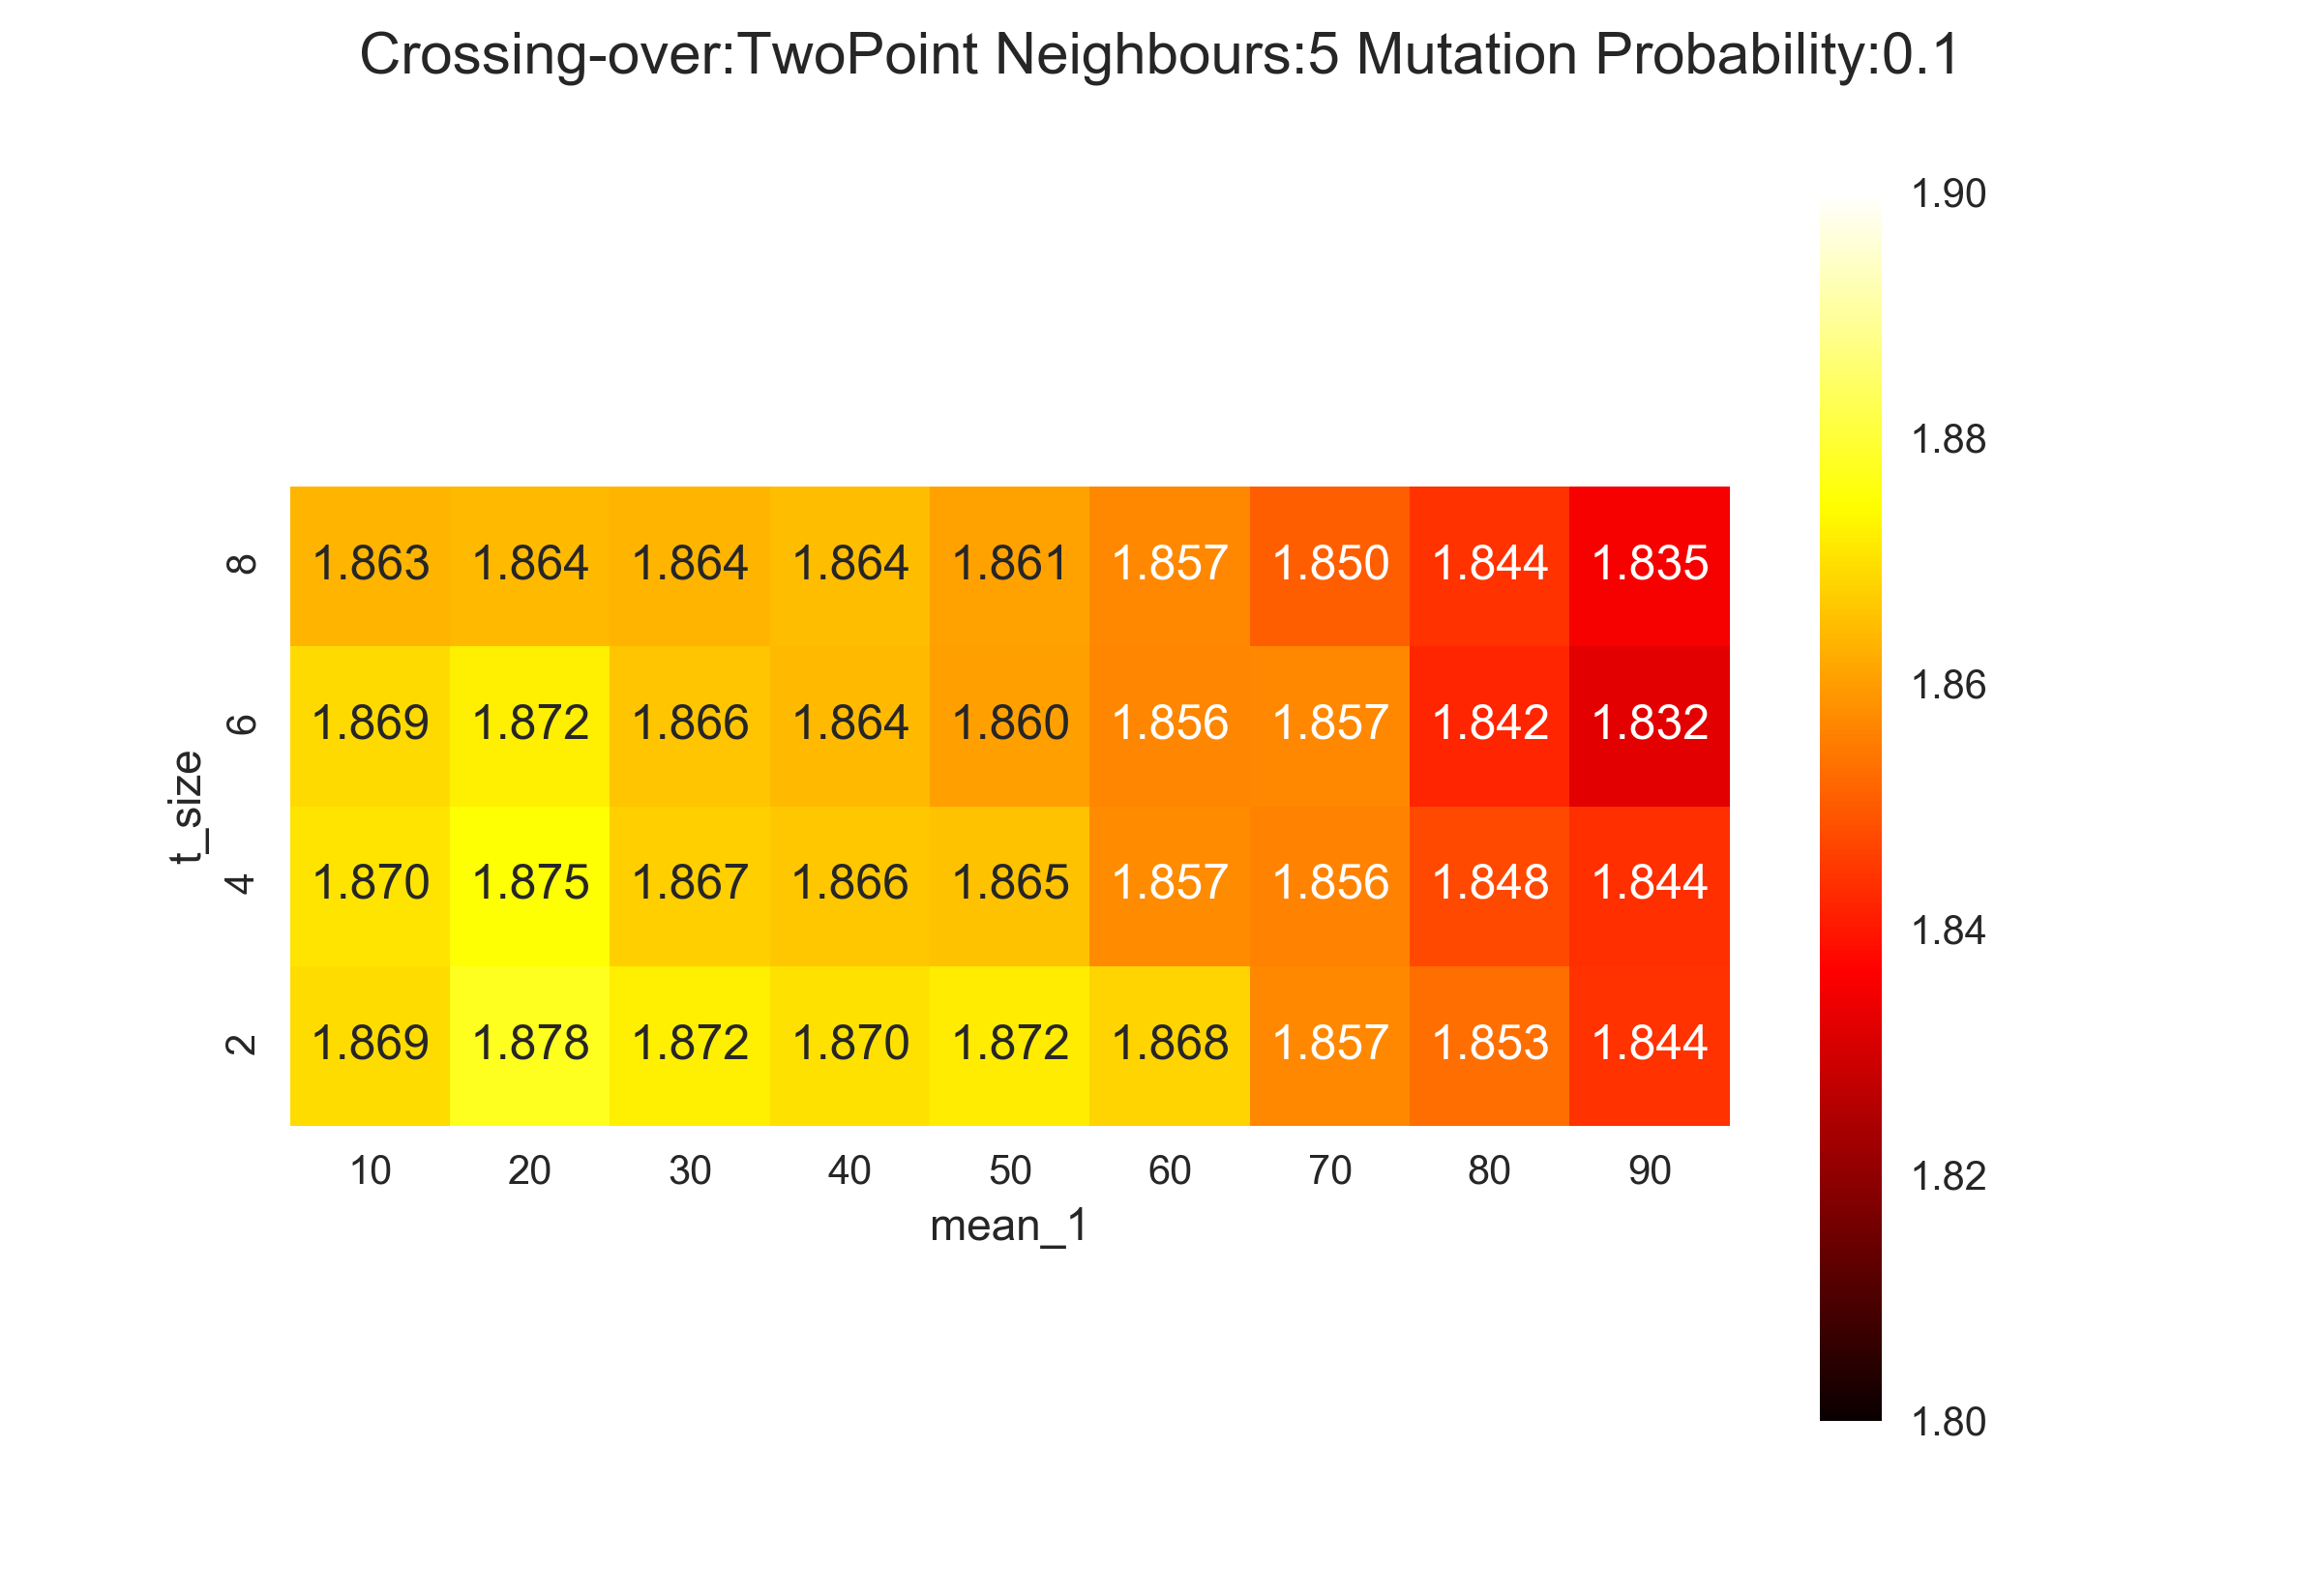 Crossing-over:TwoPoint Neighbours:5 Mutation Probability:0.1
8 1.863 1.864 1.864 1.864 1.861 1.857 1.850 1.844 1.835
6 1.869 1.872 1.866 1.864 1.860 1.856 1.857 1.842 1.832
4 1.870 1.875 1.867 1.866 1.865 1.857 1.856 1.848 1.844
2 1.869 1.878 1.872 1.870 1.872 1.868 1.857 1.853 1.844
t_size
10 20 30 40 50 60 70 80 90
mean_1
1.90
1.88
1.86
1.84
1.82
1.80